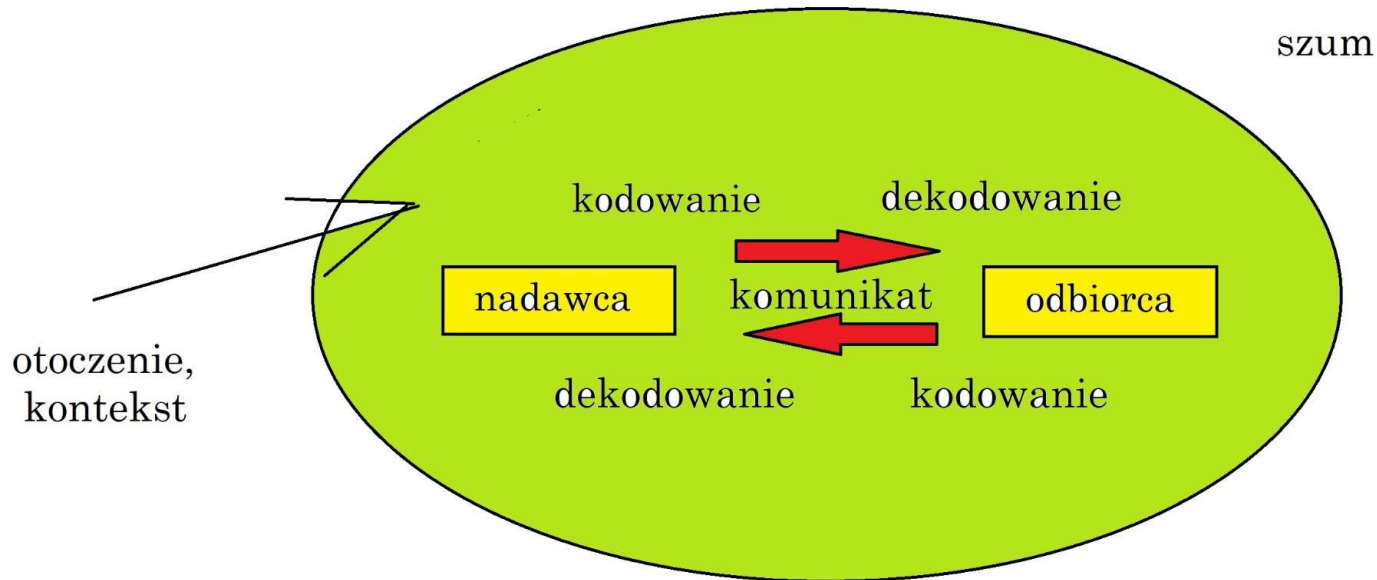 szum
kodowanie
dekodowanie
nadawca
komunikat
odbiorca
otoczenie,
kontekst
dekodowanie
kodowanie